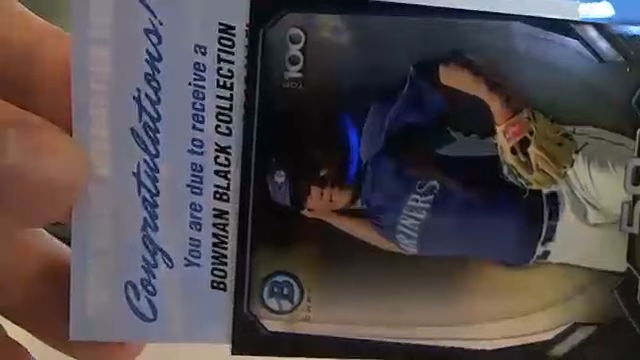 Congratulations!
You are due to receive a
BOWMAN BLACK COLLECTION
100
B
MARINERS